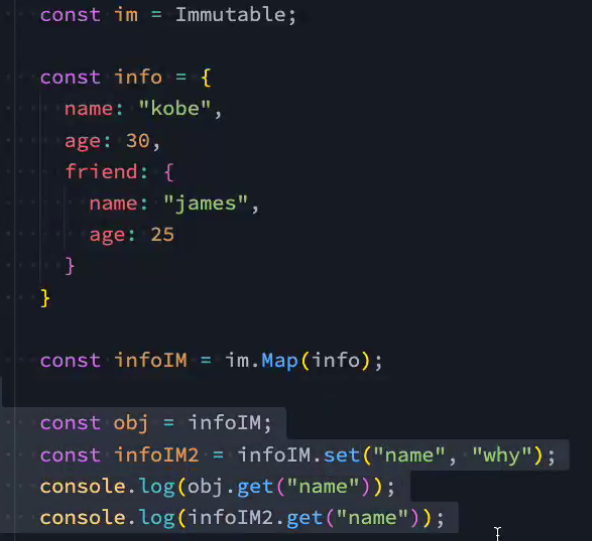 const im = Immutable;
const info = {
name: "kobe",
age: 30,
friend: {
name: "james",
age: 25
}
}
const infoIM = im.Map(info);
const obj = infoIM;
const infoIM2 = infoIM.set("name", "why");
console.log(obj.get("name"));
console.log(infoIM2.get("name"));